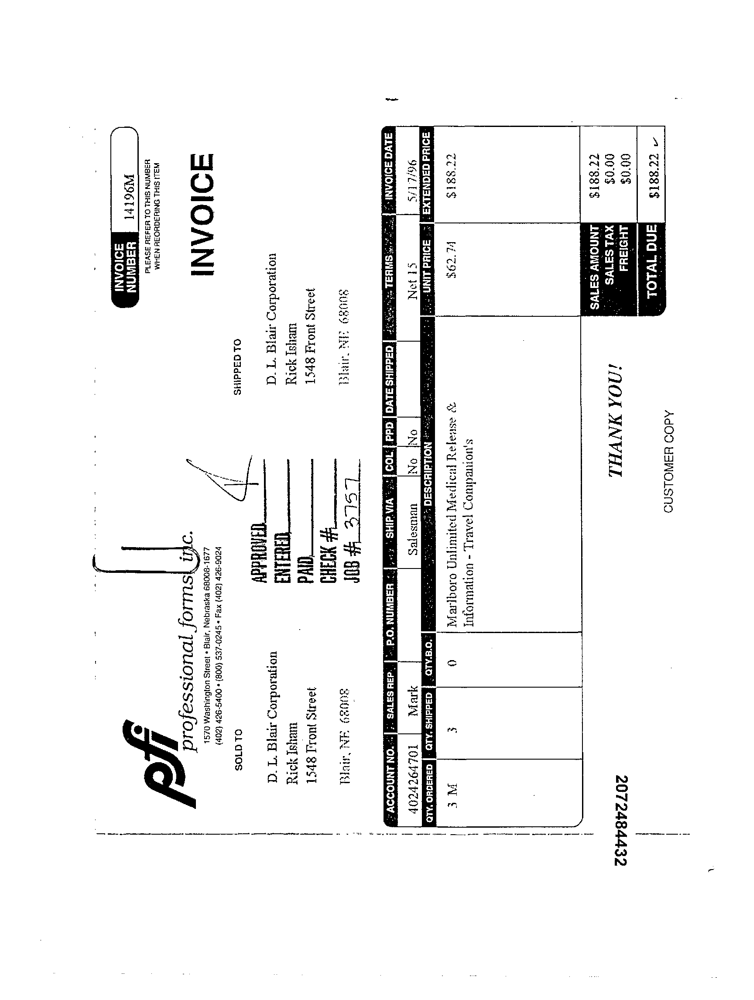 pfi
professional forms, inc.
1570 Washington Street • Blair, Nebraska 68008-1677
(402) 426-5400 • (800) 537-0245 • Fax (402) 426-9024
INVOICE NUMBER 14196M
PLEASE REFER TO THIS NUMBER
WHEN REORDERING THIS ITEM
INVOICE
SOLD TO
D. L. Blair Corporation
Rick Isham
1548 Front Street
Blair, NE 68008
APPROVED
ENTERED
PAID
CHECK #
JOB # 3757
SHIPPED TO
D. L. Blair Corporation
Rick Isham
1548 Front Street
Blair, NE 68008
ACCOUNT NO. SALES REP. P.O. NUMBER SHIP VIA COL PPD DATE SHIPPED TERMS INVOICE DATE
4024264701 Mark Salesman No No Net 15 5/17/96
QTY. ORDERED QTY. SHIPPED QTY.B.O. DESCRIPTION UNIT PRICE EXTENDED PRICE
3 M 3 0 Marlboro Unlimited Medical Release & $62.74 $188.22
Information - Travel Companion's
THANK YOU!
SALES AMOUNT $188.22
SALES TAX $0.00
FREIGHT $0.00
TOTAL DUE $188.22
CUSTOMER COPY
2072484432